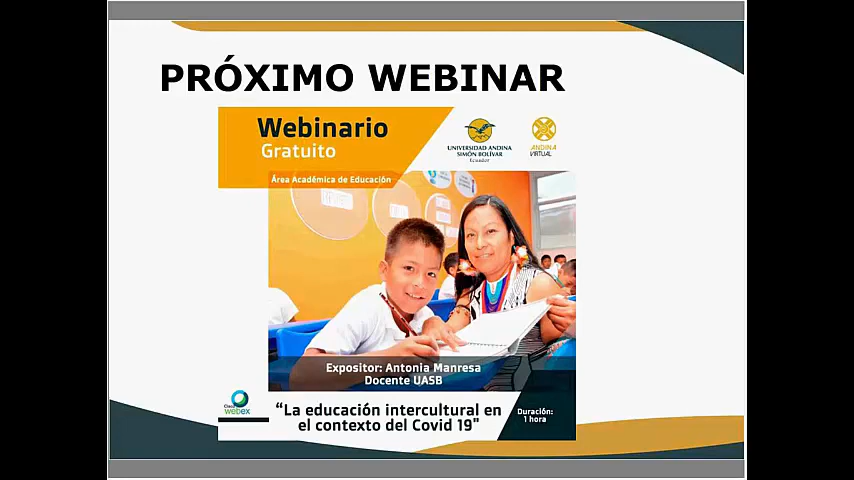 PRÓXIMO WEBINAR
Webinario
Gratuito
UNIVERSIDAD ANDINA
SIMÓN BOLÍVAR
Ecuador
ANDINA
VIRTUAL
Área Académica de Educación
Expositor: Antonia Manresa
Docente UASB
Cisco
webex
“La educación intercultural en
el contexto del Covid 19"
Duración:
1 hora